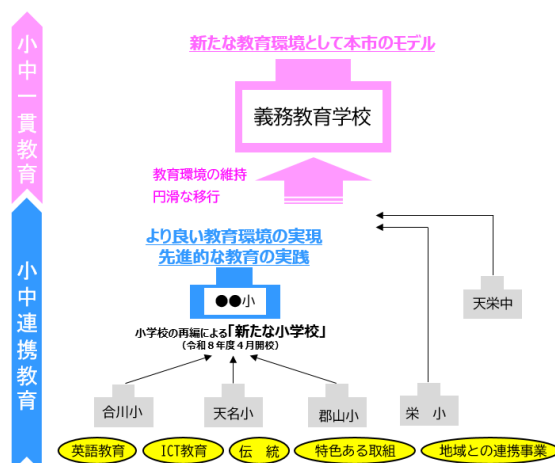 小中一貫教育
新たな教育環境として本市のモデル
義務教育学校
教育環境の維持
円滑な移行
小中連携教育
より良い教育環境の実現
先進的な教育の実践
●●小
小学校の再編による「新たな小学校」
（令和８年度４月開校）
天栄中
合川小
天名小
郡山小
栄　小
英語教育
ICT教育
伝　統
特色ある取組
地域との連携事業